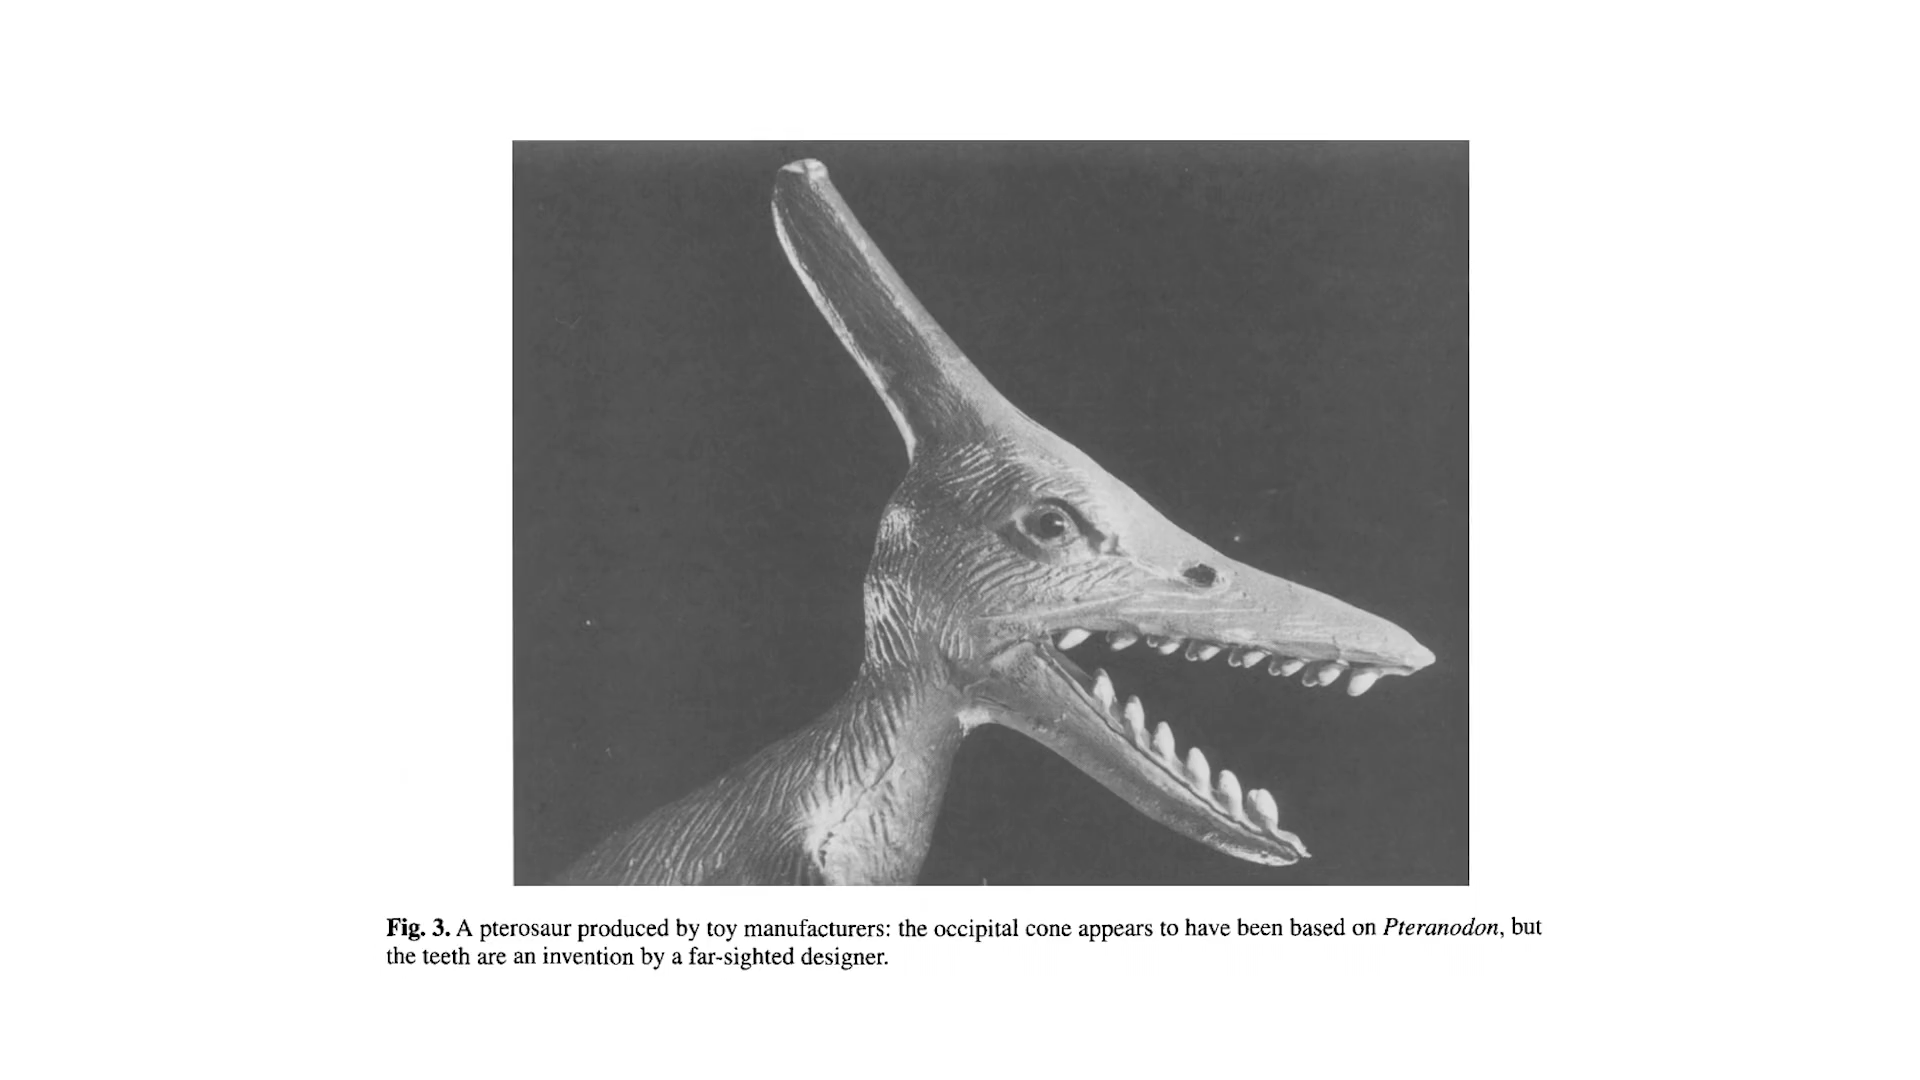 Fig. 3. A pterosaur produced by toy manufacturers: the occipital cone appears to have been based on Pteranodon, but
the teeth are an invention by a far-sighted designer.